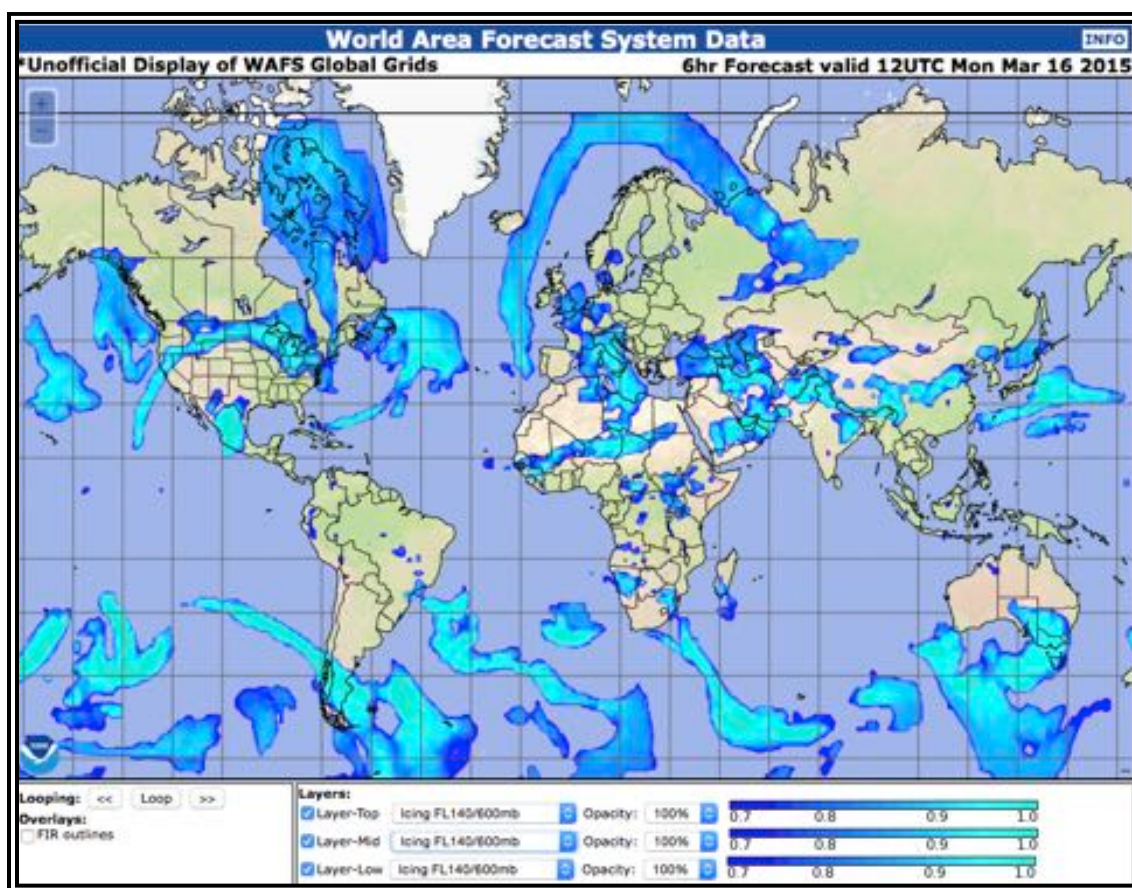 World Area Forecast System Data
INFO
*Unofficial Display of WAFS Global Grids
6hr Forecast valid 12UTC Mon Mar 16 2015
+
−
Looping: << Loop >>
Overlays:
FIR outlines
Layers:
Layer-Top Icing FL140/600mb Opacity: 100%
0.7 0.8 0.9 1.0
Layer-Mid Icing FL140/600mb Opacity: 100%
0.7 0.8 0.9 1.0
Layer-Low Icing FL140/600mb Opacity: 100%
0.7 0.8 0.9 1.0